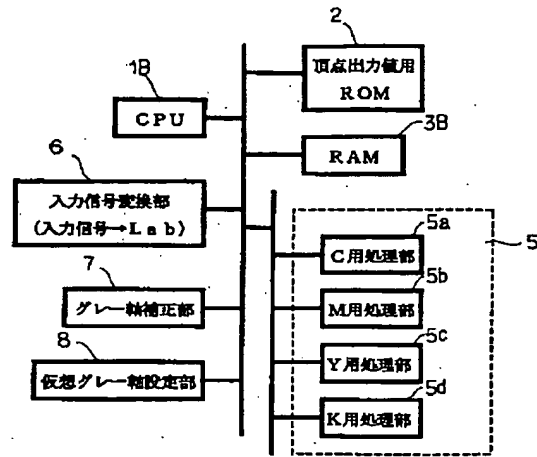 2
頂点出力値用
ROM
1B
CPU
3B
RAM
6
入力信号変換部
(入力信号→Lab)
5
5a
C用処理部
7
グレー軸補正部
5b
M用処理部
5c
Y用処理部
8
仮想グレー軸設定部
5d
K用処理部